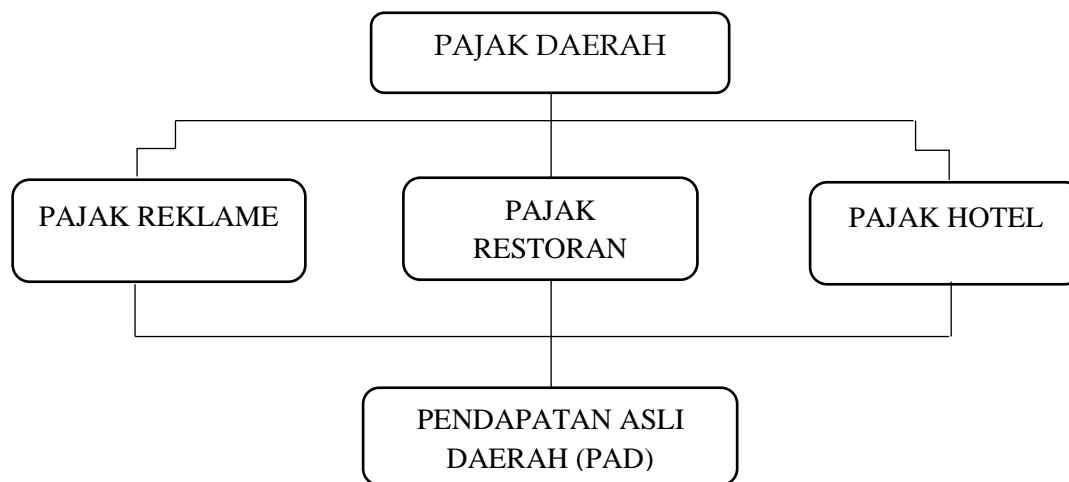 PAJAK DAERAH
PAJAK REKLAME
PAJAK
RESTORAN
PAJAK HOTEL
PENDAPATAN ASLI
DAERAH (PAD)